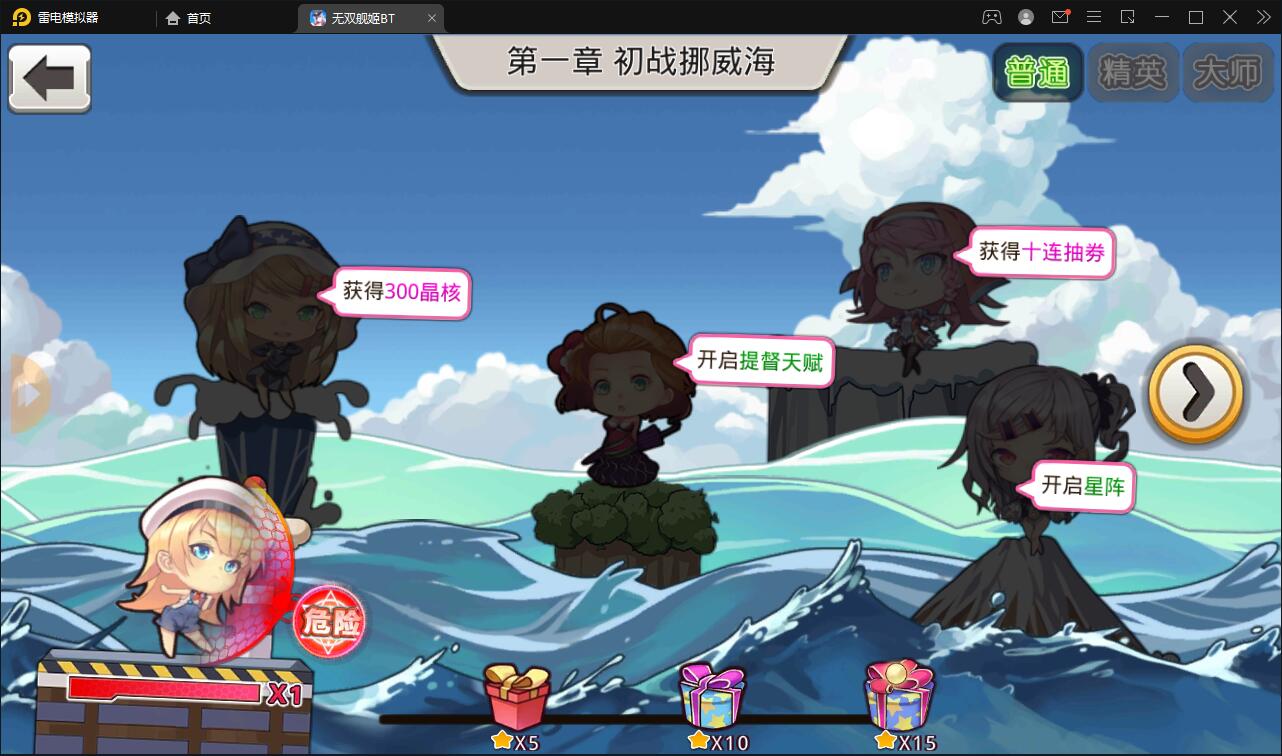 雷电模拟器
首页
无双舰姬BT
第一章 初战挪威海
普通
精英
大师
获得300晶核
获得十连抽券
开启提督天赋
开启星阵
危险
X1
X5
X10
X15